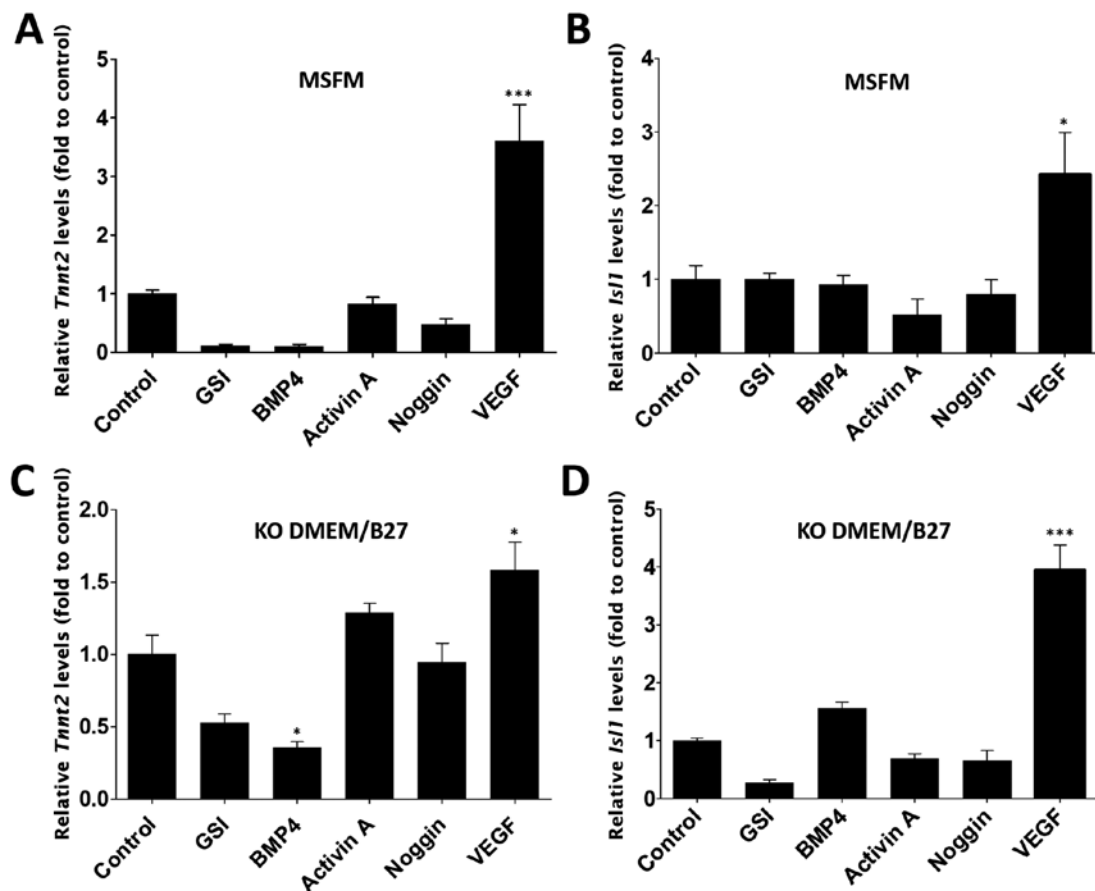 A
Relative Tnnt2 levels (fold to control)
5
4
3
2
1
0
MSFM
***
Control
GSI
BMP4
Activin A
Noggin
VEGF
B
Relative Isl1 levels (fold to control)
4
3
2
1
0
MSFM
*
Control
GSI
BMP4
Activin A
Noggin
VEGF
C
Relative Tnnt2 levels (fold to control)
2.0
1.5
1.0
0.5
0.0
KO DMEM/B27
*
*
Control
GSI
BMP4
Activin A
Noggin
VEGF
D
Relative Isl1 levels (fold to control)
5
4
3
2
1
0
KO DMEM/B27
***
Control
GSI
BMP4
Activin A
Noggin
VEGF